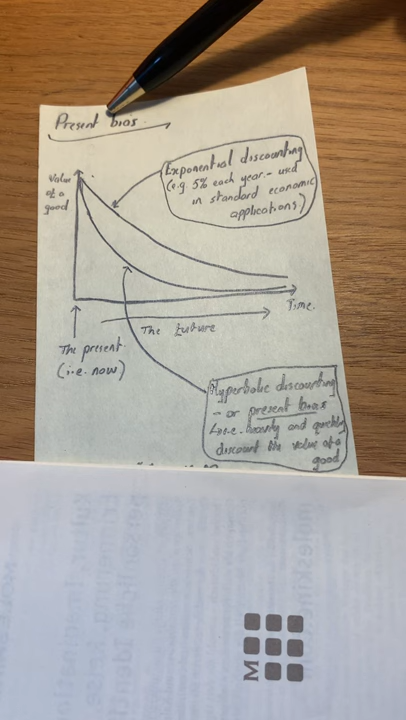 Present bias.
Value
of a
good
Exponential discounting
(e.g. 5% each year - used
in standard economic
applications)
Time.
The future
The present
(i.e. now)
Hyperbolic discounting
- or present bias
i.e. heavily and quickly
discount the value of a
good
M